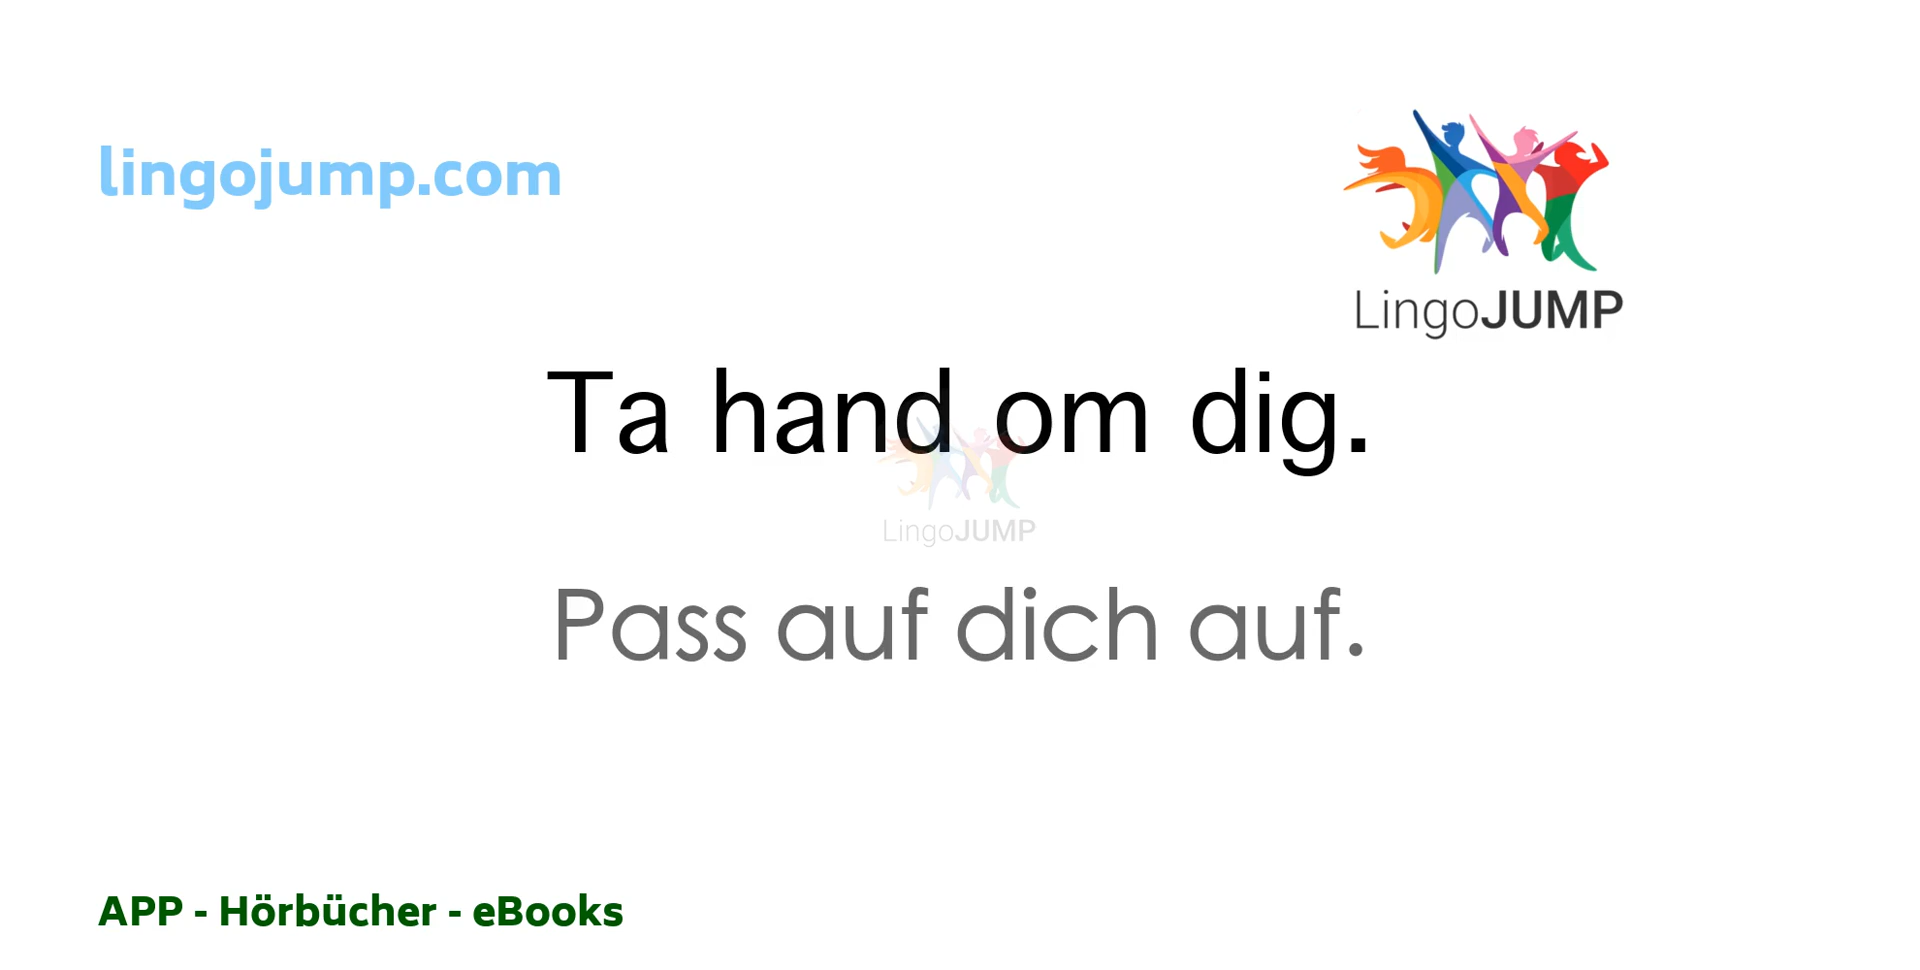 lingojump.com
LingoJUMP
Ta hand om dig.
LingoJUMP
Pass auf dich auf.
APP - Hörbücher - eBooks